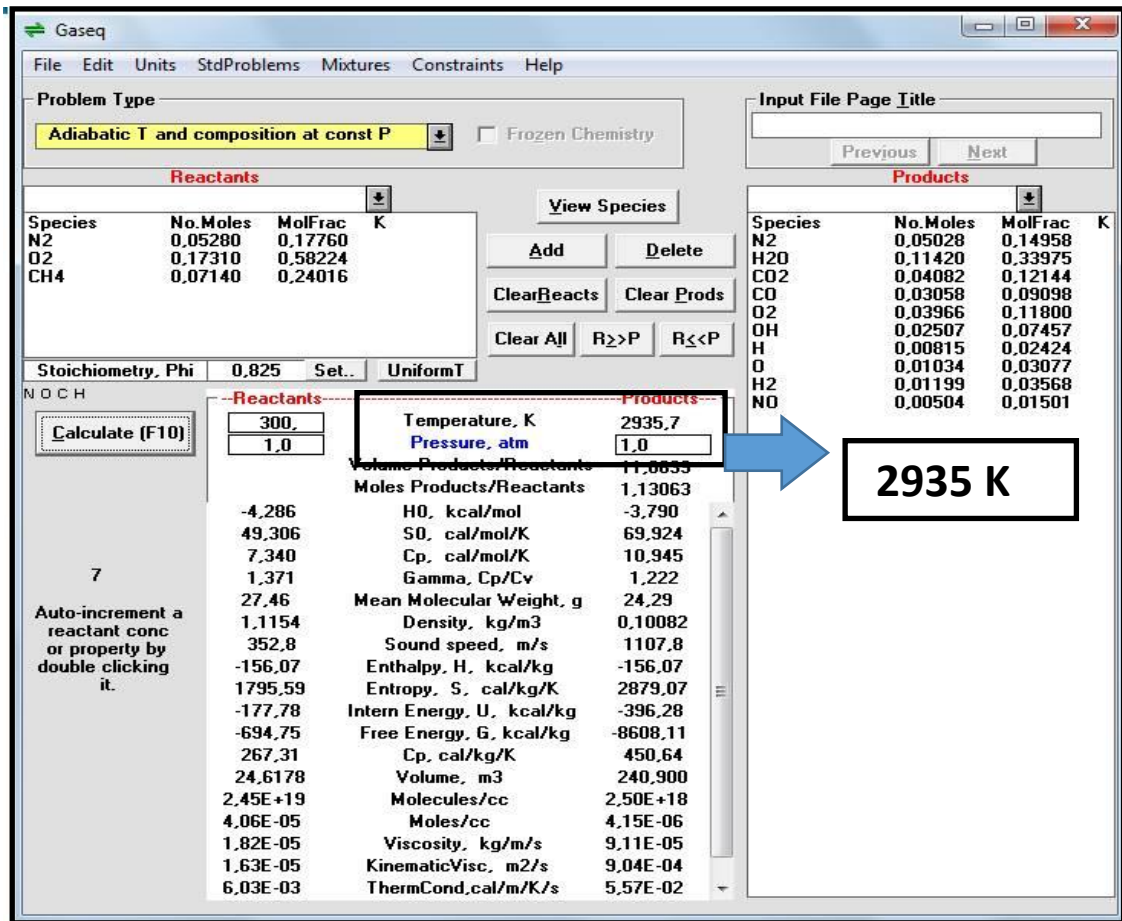 Gaseq
File Edit Units StdProblems Mixtures Constraints Help
Problem Type
Adiabatic T and composition at const P
Frozen Chemistry
Input File Page Title
Previous Next
Reactants
Species No.Moles MolFrac K
N2 0,05280 0,17760
O2 0,17310 0,58224
CH4 0,07140 0,24016
View Species
Add Delete
ClearReacts Clear Prods
Clear All R>>P R<<P
Products
Species No.Moles MolFrac K
N2 0,05028 0,14958
H2O 0,11420 0,33975
CO2 0,04082 0,12144
CO 0,03058 0,09098
O2 0,03966 0,11800
OH 0,02507 0,07457
H 0,00815 0,02424
O 0,01034 0,03077
H2 0,01199 0,03568
NO 0,00504 0,01501
Stoichiometry, Phi 0,825 Set.. UniformT
N O C H
Calculate (F10)
--Reactants-- --Products--
300, Temperature, K 2935,7
1,0 Pressure, atm 1,0
Volume Products/Reactants
Moles Products/Reactants 1,13063
-4,286 H0, kcal/mol -3,790
49,306 S0, cal/mol/K 69,924
7,340 Cp, cal/mol/K 10,945
1,371 Gamma, Cp/Cv 1,222
27,46 Mean Molecular Weight, g 24,29
1,1154 Density, kg/m3 0,10082
352,8 Sound speed, m/s 1107,8
-156,07 Enthalpy, H, kcal/kg -156,07
1795,59 Entropy, S, cal/kg/K 2879,07
-177,78 Intern Energy, U, kcal/kg -396,28
-694,75 Free Energy, G, kcal/kg -8608,11
267,31 Cp, cal/kg/K 450,64
24,6178 Volume, m3 240,900
2,45E+19 Molecules/cc 2,50E+18
4,06E-05 Moles/cc 4,15E-06
1,82E-05 Viscosity, kg/m/s 9,11E-05
1,63E-05 KinematicVisc, m2/s 9,04E-04
6,03E-03 ThermCond,cal/m/K/s 5,57E-02
7
Auto-increment a
reactant conc
or property by
double clicking
it.
2935 K